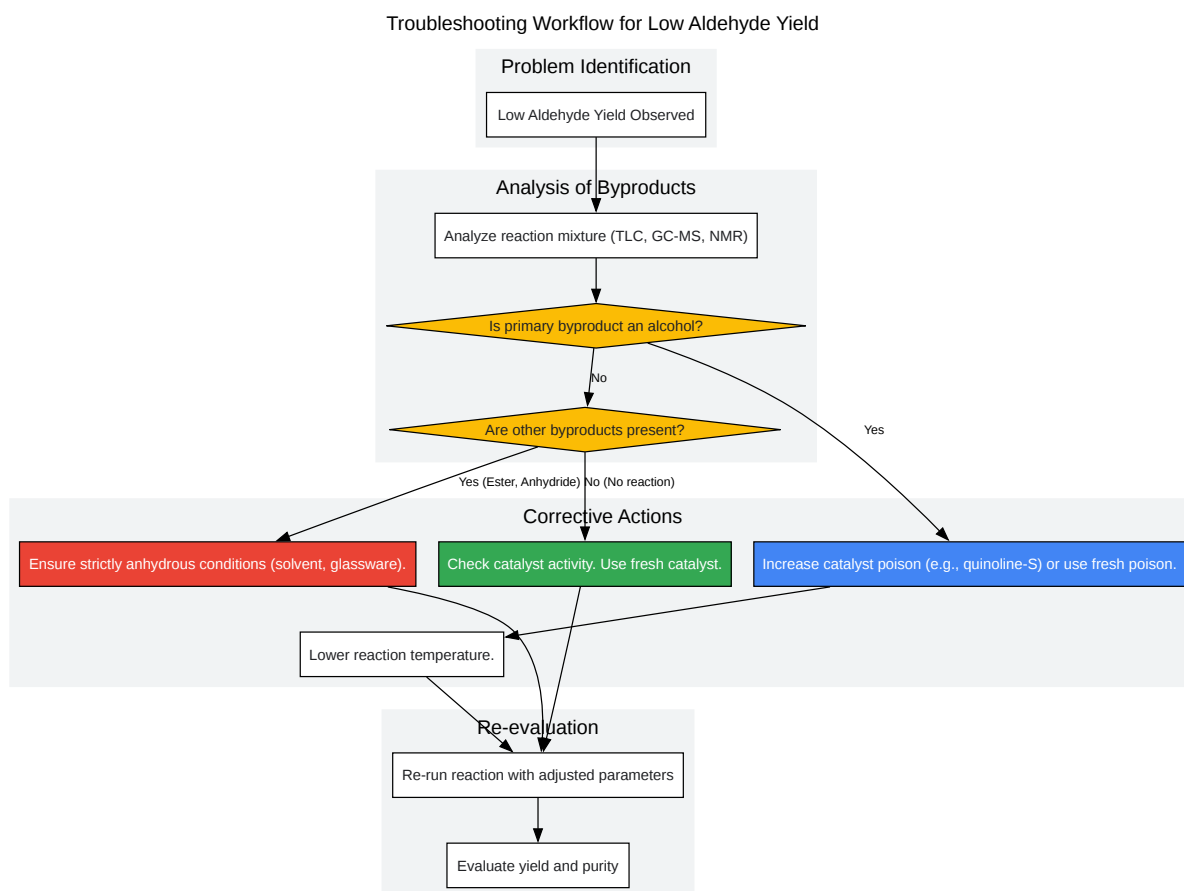 Troubleshooting Workflow for Low Aldehyde Yield
Problem Identification
Low Aldehyde Yield Observed
Analysis of Byproducts
Analyze reaction mixture (TLC, GC-MS, NMR)
Is primary byproduct an alcohol?
No
Are other byproducts present?
Yes
Yes (Ester, Anhydride)
No (No reaction)
Corrective Actions
Ensure strictly anhydrous conditions (solvent, glassware).
Check catalyst activity. Use fresh catalyst.
Increase catalyst poison (e.g., quinoline-S) or use fresh poison.
Lower reaction temperature.
Re-evaluation
Re-run reaction with adjusted parameters
Evaluate yield and purity